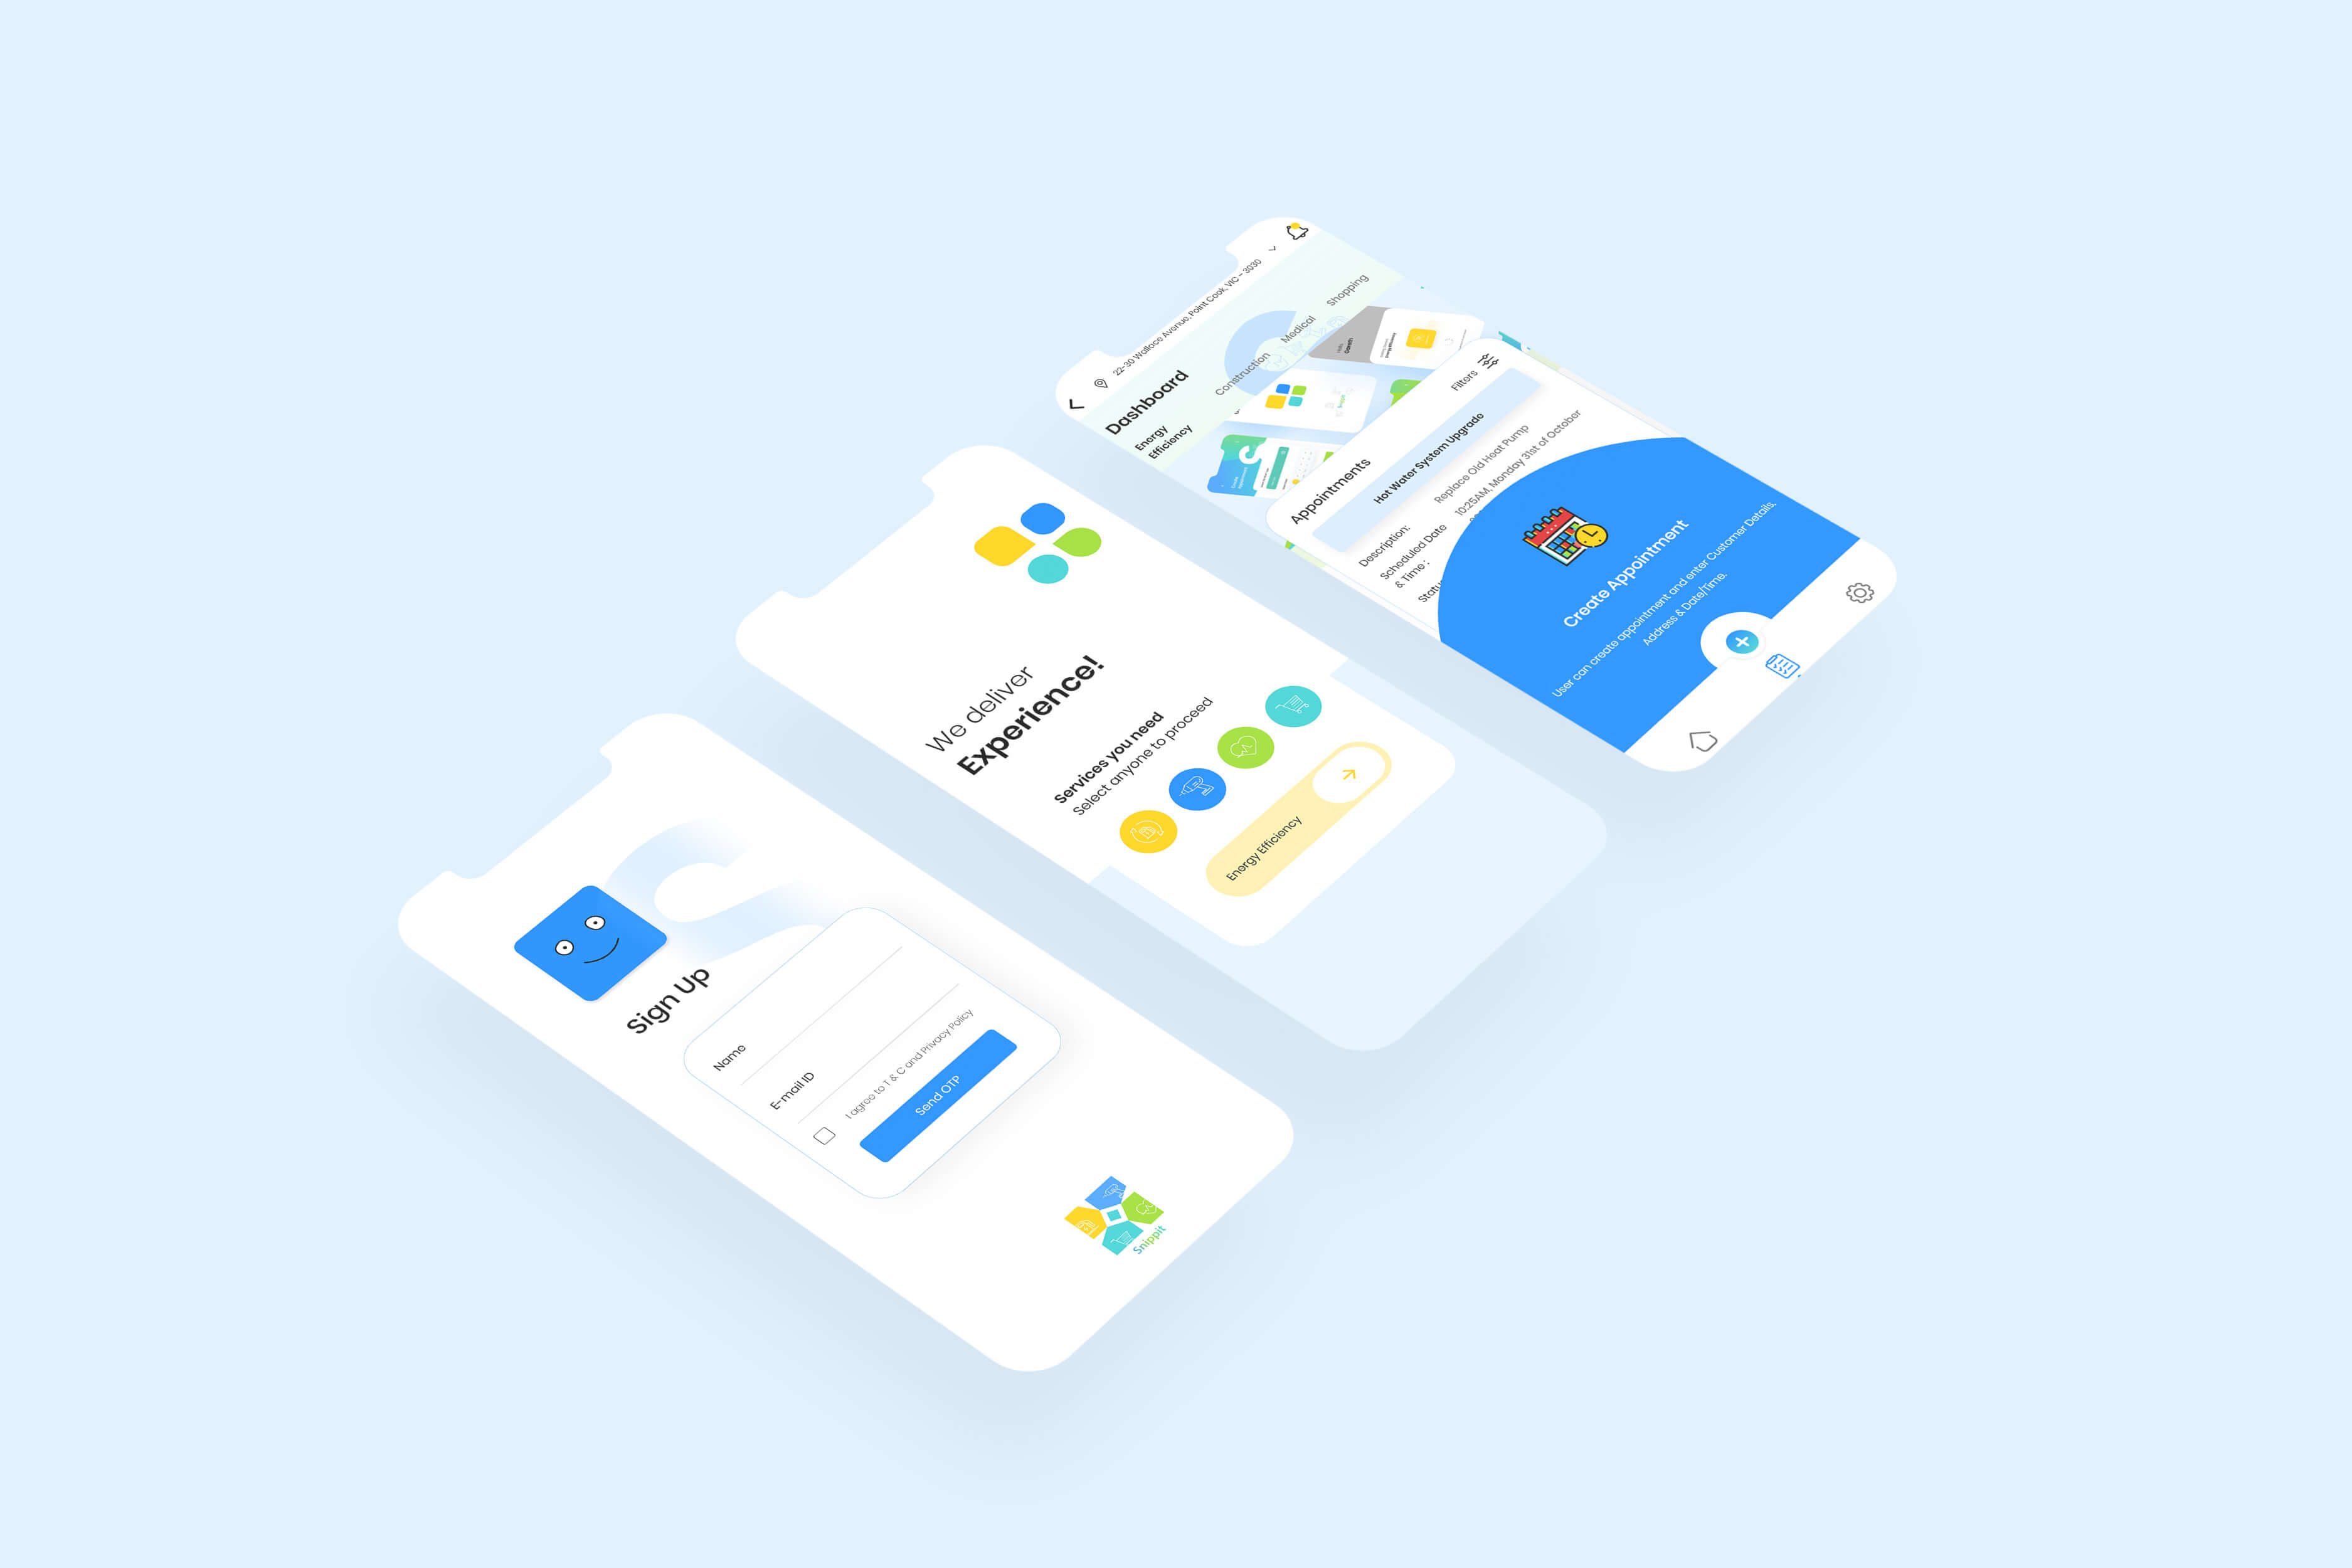 Sign Up
Name
E-mail ID
I agree to T & C and Privacy Policy
Send OTP
Snippit
We deliver
Experience!
Services you need
Select anyone to proceed
Energy Efficiency
22-30 Wallace Avenue, Point Cook, VIC - 3030
Dashboard
Energy
Efficiency
Construction
Medical
Shopping
Appointments
Filters
Hot Water System Upgrade
Description:
Replace Old Heat Pump
Scheduled Date
& Time :
10:25AM, Monday 31st of October
Create Appointment
User can create appointment and enter Customer Details,
Address & Date/Time.